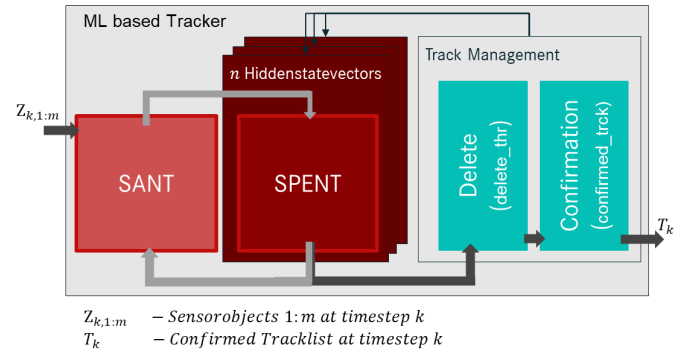 ML based Tracker
n Hiddenstatevectors
Track Management
Z_{k,1:m}
SANT
SPENT
Delete
(delete_thr)
Confirmation
(confirmed_trck)
T_k
Z_{k,1:m} – Sensorobjects 1:m at timestep k
T_k – Confirmed Tracklist at timestep k